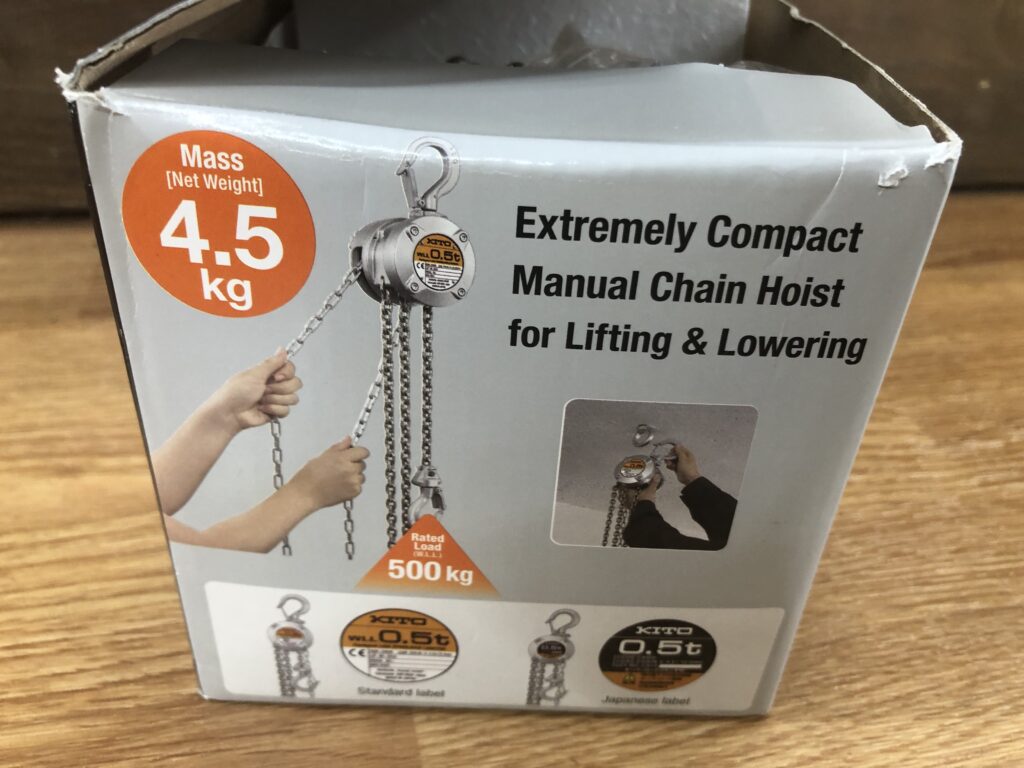 Mass
[Net Weight]
4.5
kg
KITO
W.L.L 0.5t
Extremely Compact
Manual Chain Hoist
for Lifting & Lowering
Rated
Load
(W.L.L.)
500 kg
KITO
W.L.L 0.5t
Standard label
KITO
0.5t
Japanese label